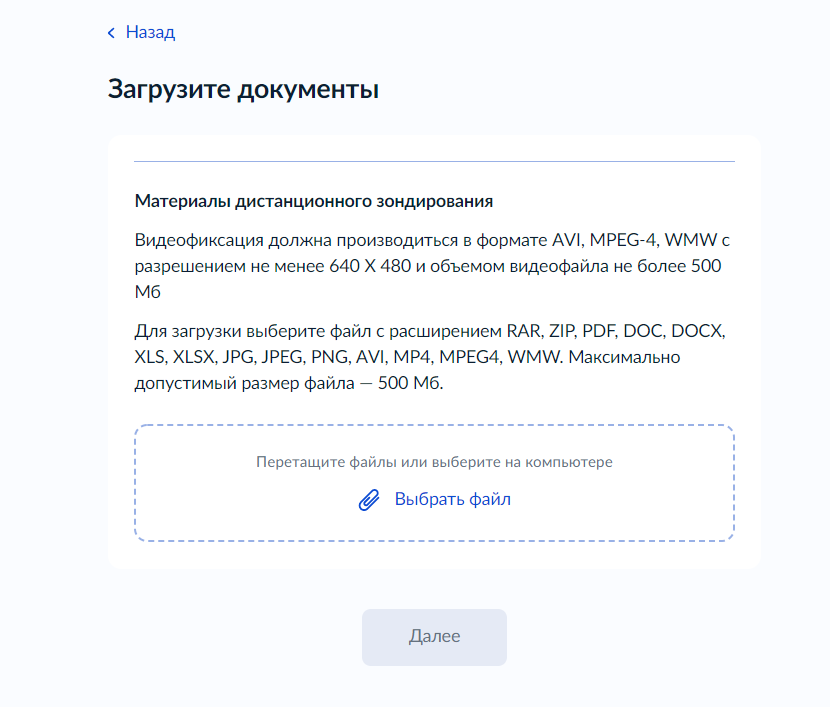 Назад
Загрузите документы
Материалы дистанционного зондирования
Видеофиксация должна производиться в формате AVI, MPEG-4, WMW с
разрешением не менее 640 X 480 и объемом видеофайла не более 500
Мб
Для загрузки выберите файл с расширением RAR, ZIP, PDF, DOC, DOCX,
XLS, XLSX, JPG, JPEG, PNG, AVI, MP4, MPEG4, WMW. Максимально
допустимый размер файла — 500 Мб.
Перетащите файлы или выберите на компьютере
Выбрать файл
Далее